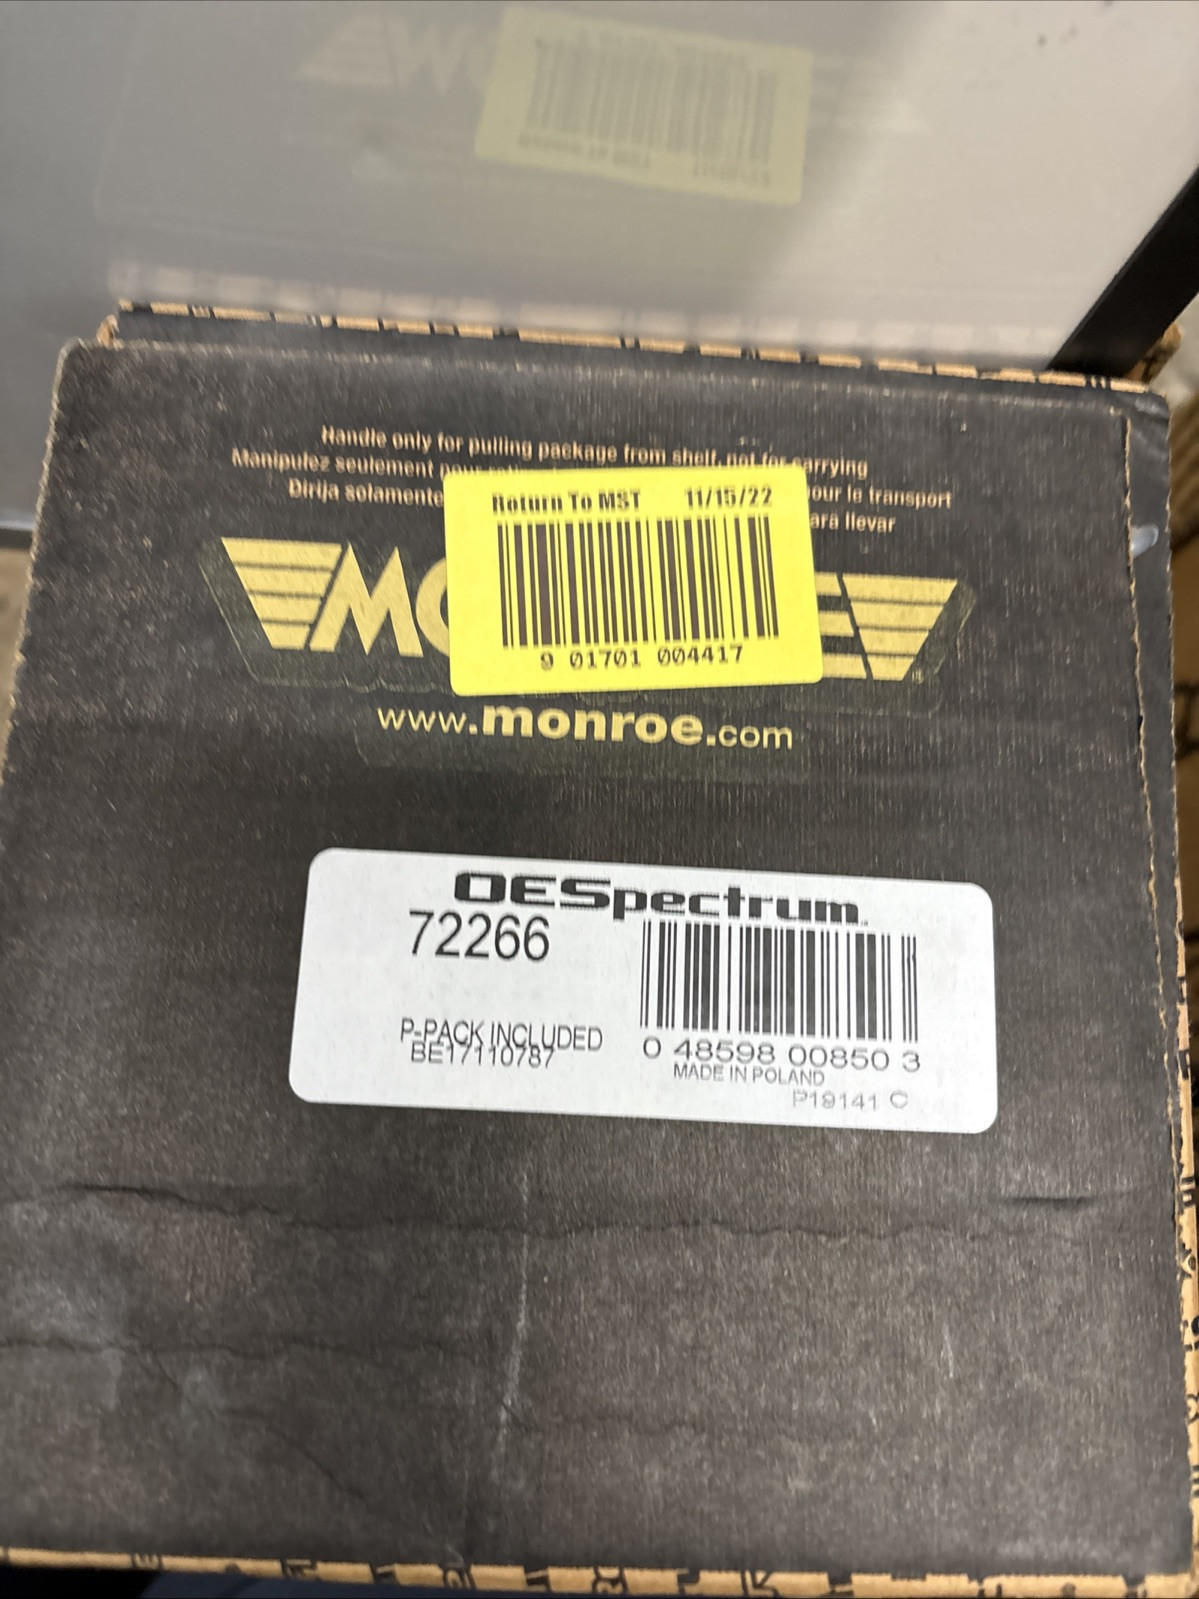 Handle only for pulling package from shelf, not for carrying
Manipulez seulement pour
our le transport
Dirija solamente
ara llevar
Return To MST 11/15/22
9 01701 004417
MO
E
www.monroe.com
OESpectrum
72266
P-PACK INCLUDED
BE17110787
0 48598 00850 3
MADE IN POLAND
P19141 C